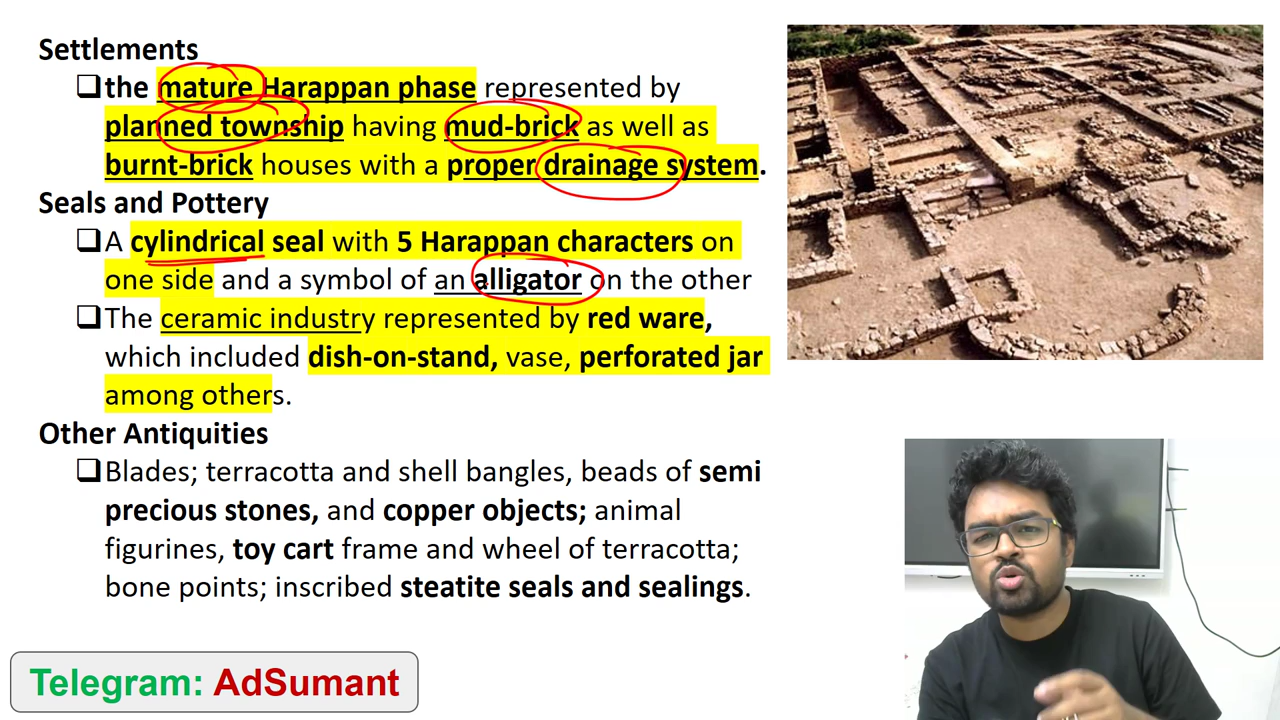 Settlements
❑the mature Harappan phase represented by
planned township having mud-brick as well as
burnt-brick houses with a proper drainage system.
Seals and Pottery
❑A cylindrical seal with 5 Harappan characters on
one side and a symbol of an alligator on the other
❑The ceramic industry represented by red ware,
which included dish-on-stand, vase, perforated jar
among others.
Other Antiquities
❑Blades; terracotta and shell bangles, beads of semi
precious stones, and copper objects; animal
figurines, toy cart frame and wheel of terracotta;
bone points; inscribed steatite seals and sealings.
Telegram: AdSumant